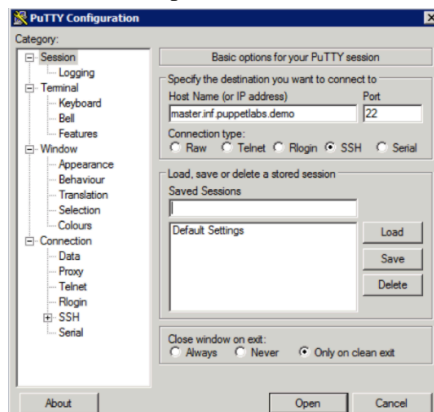 PuTTY Configuration
Category:
Session
Logging
Terminal
Keyboard
Bell
Features
Window
Appearance
Behaviour
Translation
Selection
Colours
Connection
Data
Proxy
Telnet
Rlogin
SSH
Serial
Basic options for your PuTTY session
Specify the destination you want to connect to
Host Name (or IP address) Port
master.inf.puppetlabs.demo 22
Connection type:
Raw Telnet Rlogin SSH Serial
Load, save or delete a stored session
Saved Sessions
Default Settings
Load
Save
Delete
Close window on exit:
Always Never Only on clean exit
About Open Cancel